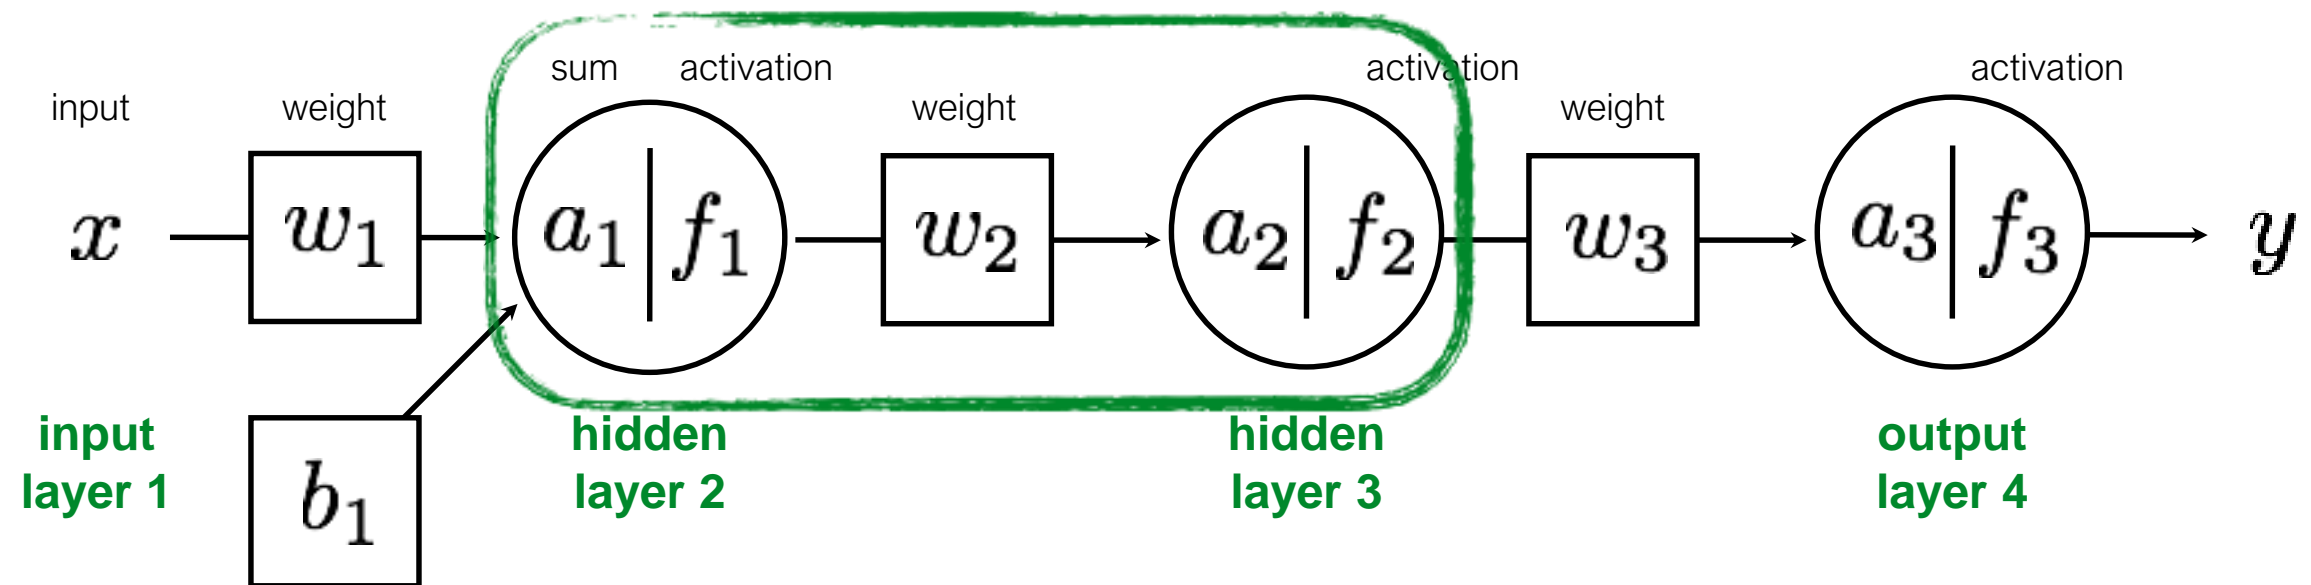 sum activation activation activation
input weight weight weight
x w₁ a₁ | f₁ w₂ a₂ | f₂ w₃ a₃ | f₃ y
input hidden hidden output
layer 1 layer 2 layer 3 layer 4
b₁